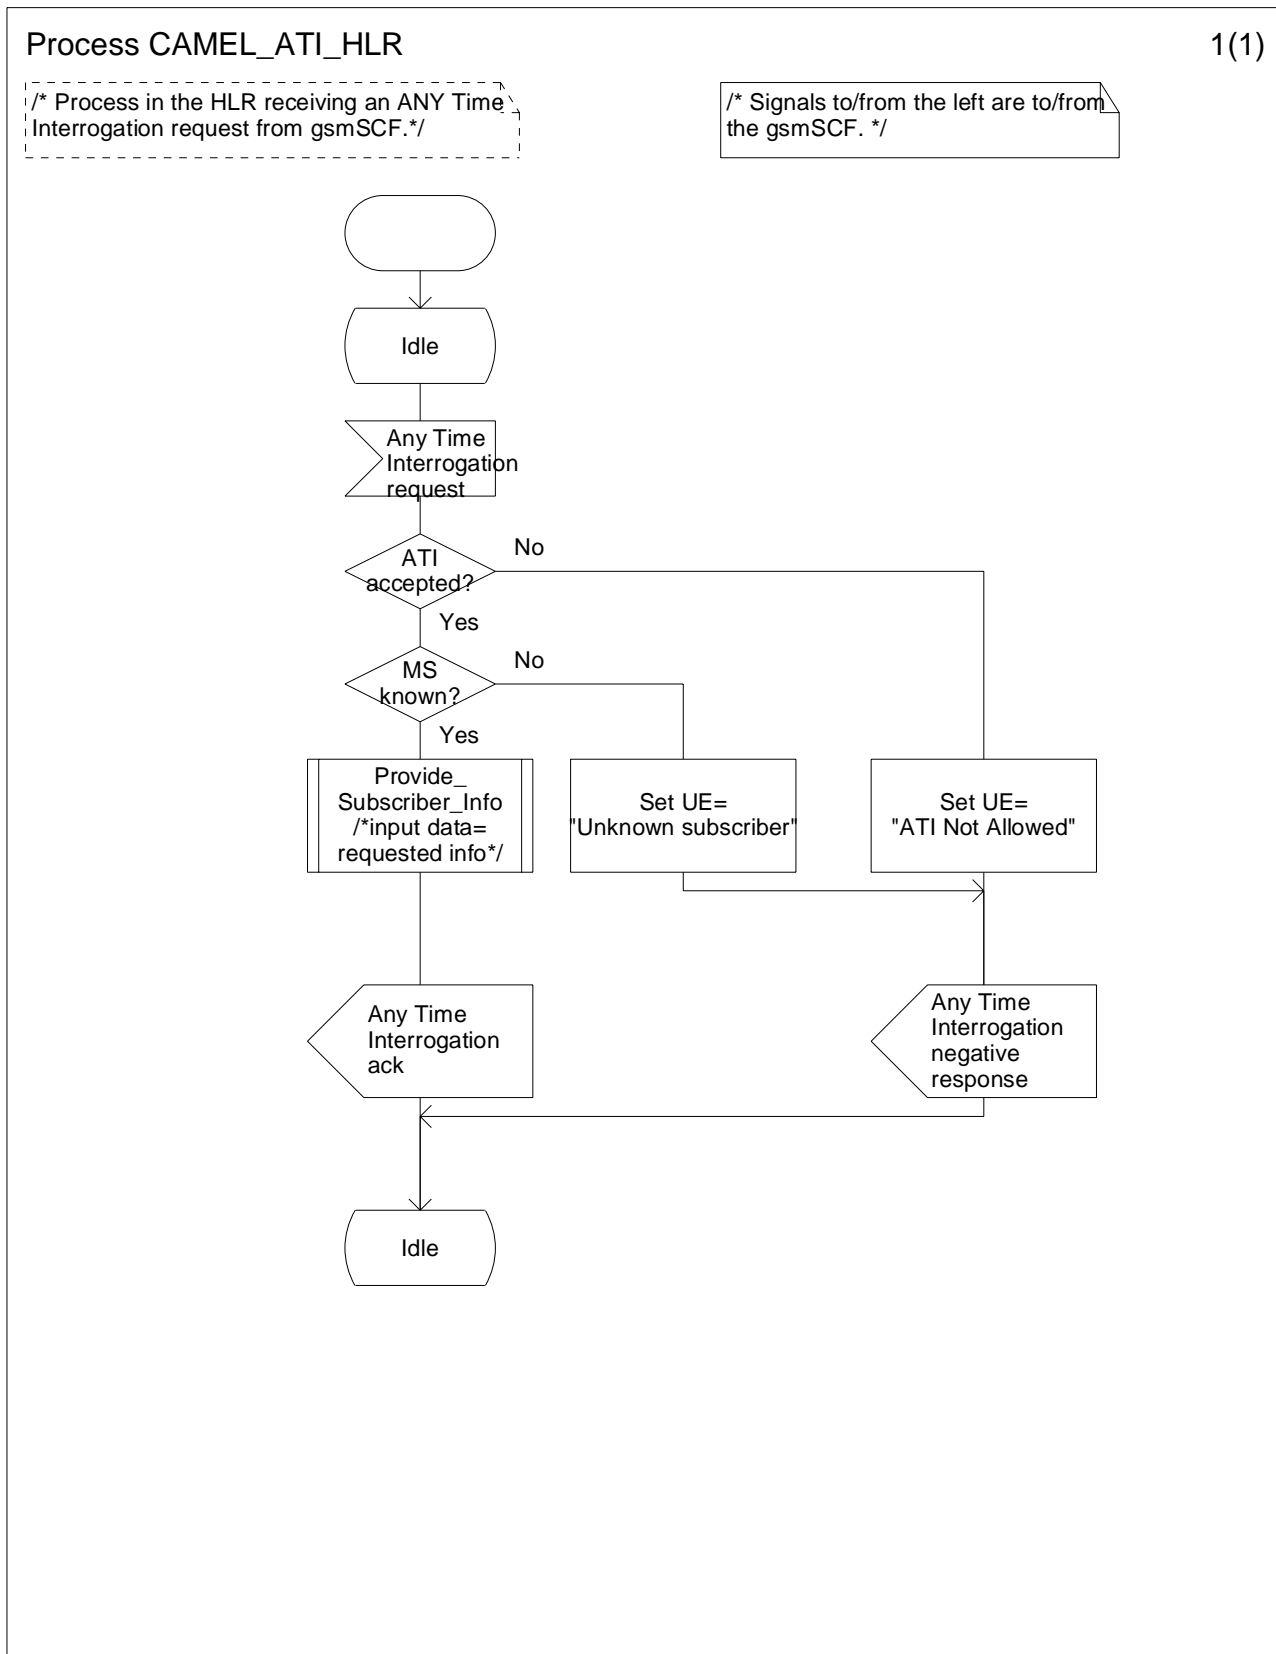 Process CAMEL_ATI_HLR
1(1)
/* Process in the HLR receiving an ANY Time
Interrogation request from gsmSCF.*/
/* Signals to/from the left are to/from
the gsmSCF. */
Idle
Any Time
Interrogation
request
ATI
accepted?
No
Yes
MS
known?
No
Yes
Provide_
Subscriber_Info
/*input data=
requested info*/
Set UE=
"Unknown subscriber"
Set UE=
"ATI Not Allowed"
Any Time
Interrogation
ack
Any Time
Interrogation
negative
response
Idle